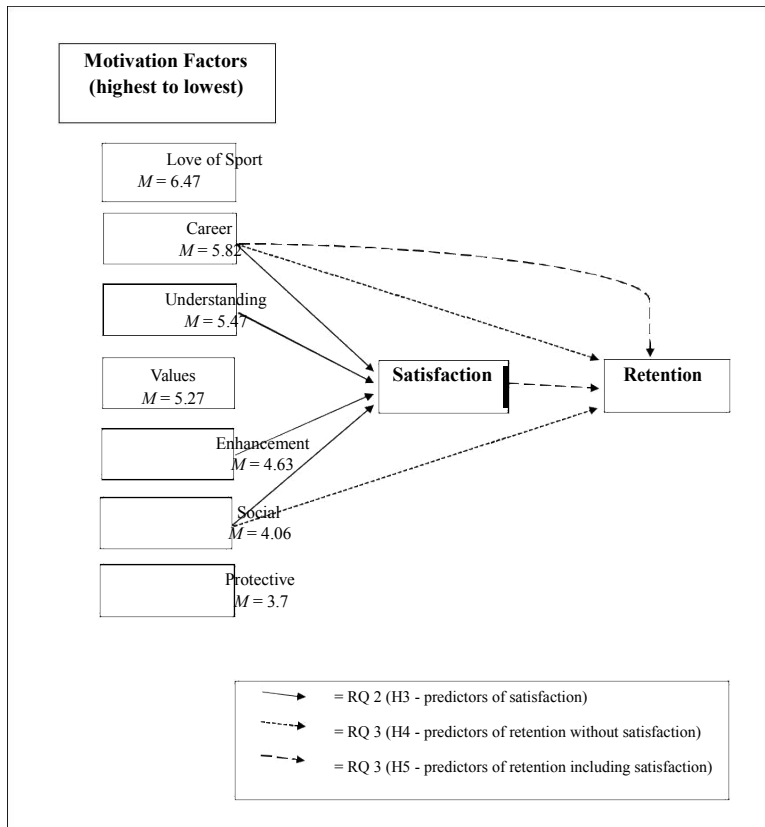 Motivation Factors
(highest to lowest)
Love of Sport
M = 6.47
Career
M = 5.82
Understanding
M = 5.47
Values
M = 5.27
Enhancement
M = 4.63
Social
M = 4.06
Protective
M = 3.7
Satisfaction
Retention
= RQ 2 (H3 - predictors of satisfaction)
= RQ 3 (H4 - predictors of retention without satisfaction)
= RQ 3 (H5 - predictors of retention including satisfaction)